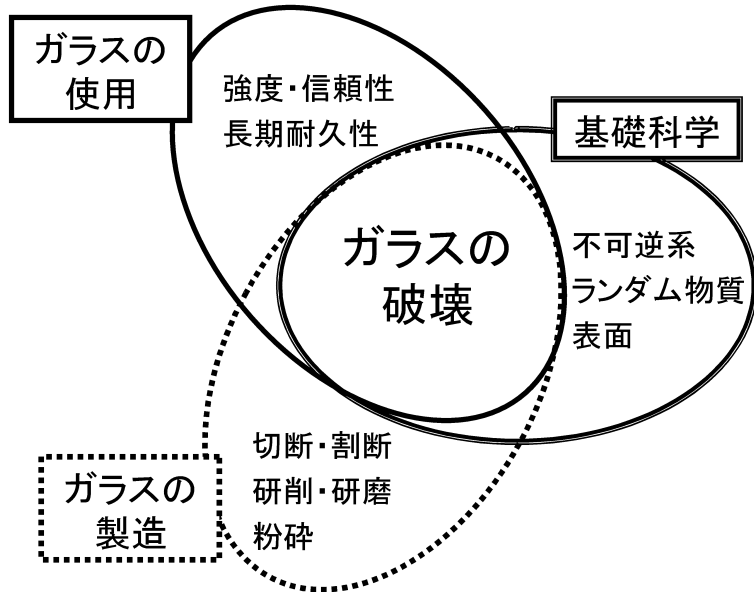 ガラスの
使用
強度・信頼性
長期耐久性
基礎科学
ガラスの
破壊
不可逆系
ランダム物質
表面
切断・割断
研削・研磨
粉砕
ガラスの
製造